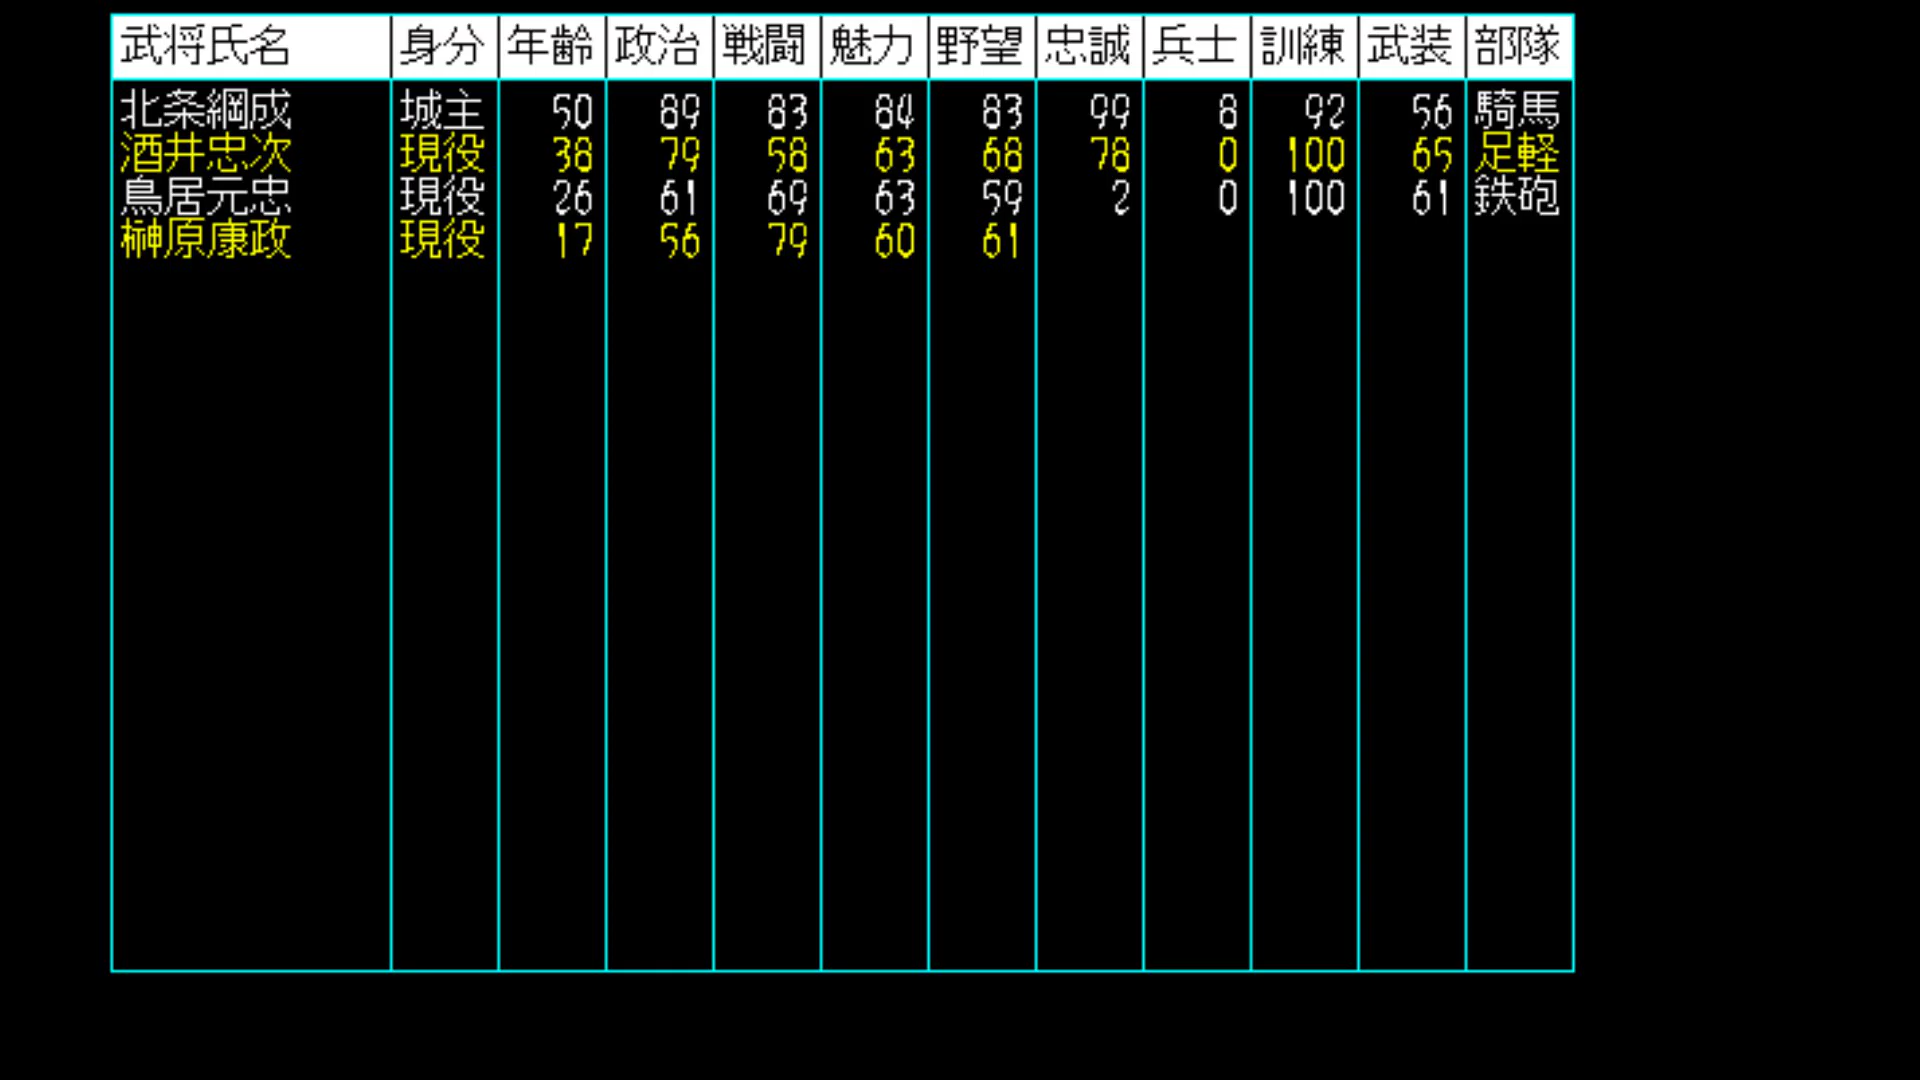 武将氏名 身分 年齢 政治 戦闘 魅力 野望 忠誠 兵士 訓練 武装 部隊
北条綱成 城主 50 89 83 84 83 99 8 92 56 騎馬
酒井忠次 現役 38 79 58 63 68 78 0 100 65 足軽
鳥居元忠 現役 26 61 69 63 59 2 0 100 61 鉄砲
榊原康政 現役 17 56 79 60 61